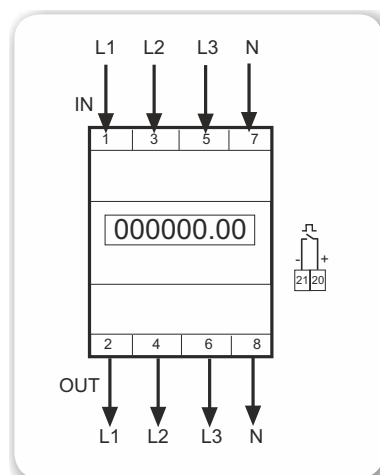 L1 L2 L3 N
IN
1 3 5 7
000000.00
- +
21 20
2 4 6 8
OUT
L1 L2 L3 N